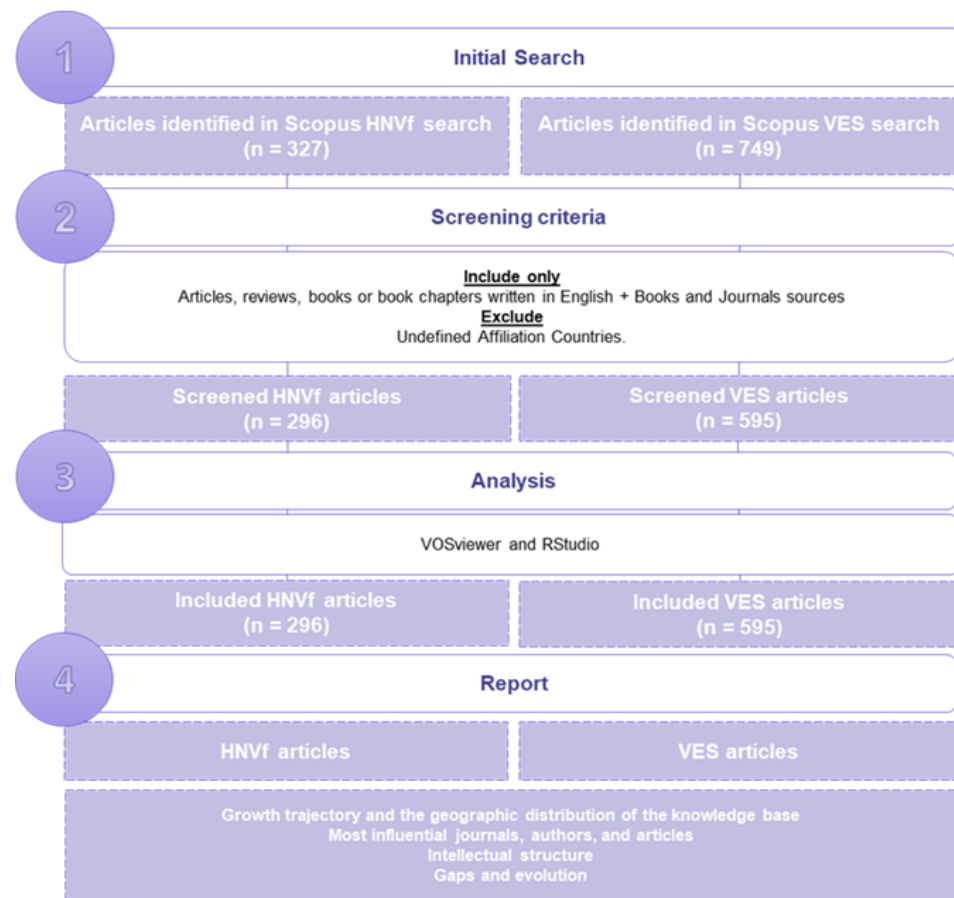 1
Initial Search
Articles identified in Scopus HNVf search
(n = 327)
Articles identified in Scopus VES search
(n = 749)
2
Screening criteria
Include only
Articles, reviews, books or book chapters written in English + Books and Journals sources
Exclude
Undefined Affiliation Countries.
Screened HNVf articles
(n = 296)
Screened VES articles
(n = 595)
3
Analysis
VOSviewer and RStudio
Included HNVf articles
(n = 296)
Included VES articles
(n = 595)
4
Report
HNVf articles
VES articles
Growth trajectory and the geographic distribution of the knowledge base
Most influential journals, authors, and articles
Intellectual structure
Gaps and evolution